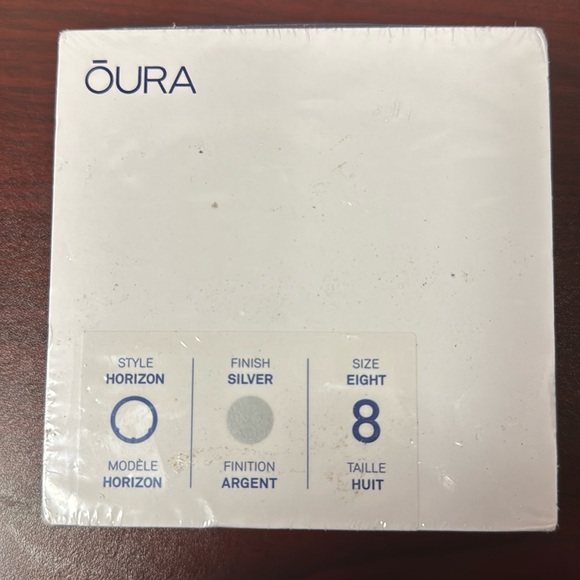 ŌURA
STYLE
HORIZON
MODÈLE
HORIZON
FINISH
SILVER
FINITION
ARGENT
SIZE
EIGHT
8
TAILLE
HUIT